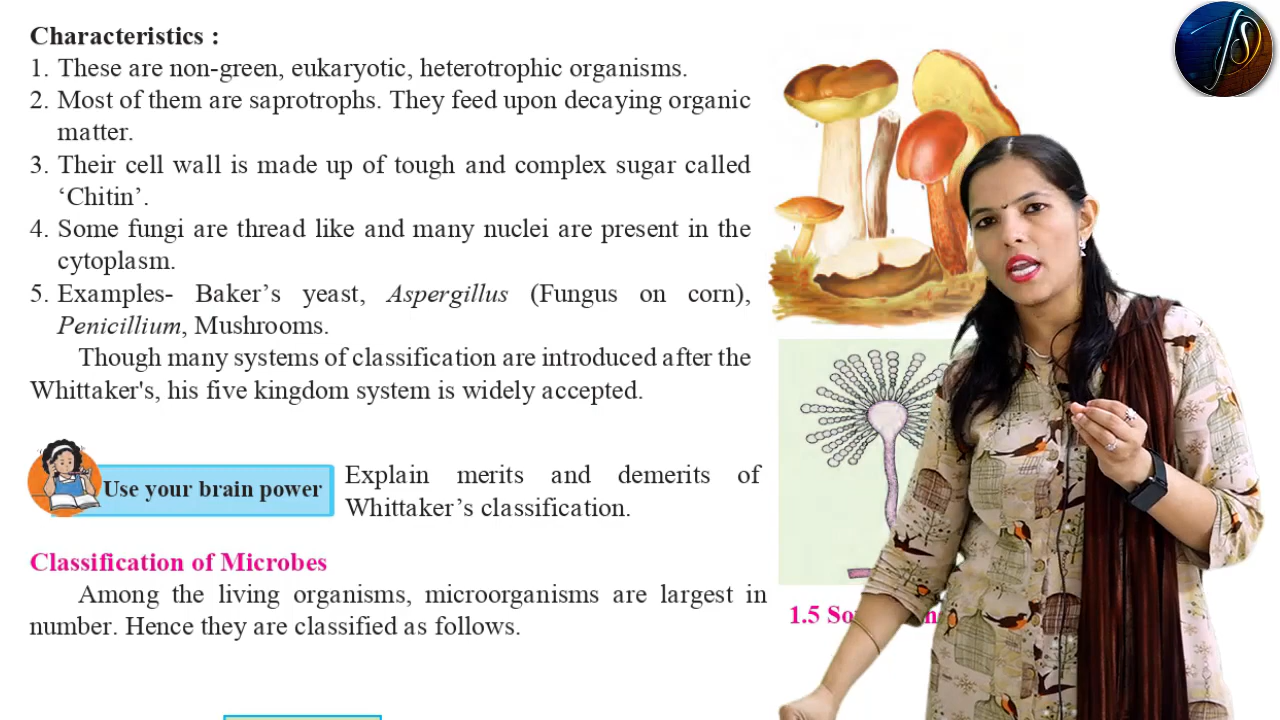 Characteristics :
1. These are non-green, eukaryotic, heterotrophic organisms.
2. Most of them are saprotrophs. They feed upon decaying organic
matter.
3. Their cell wall is made up of tough and complex sugar called
‘Chitin’.
4. Some fungi are thread like and many nuclei are present in the
cytoplasm.
5. Examples- Baker’s yeast, Aspergillus (Fungus on corn),
Penicillium, Mushrooms.
Though many systems of classification are introduced after the
Whittaker's, his five kingdom system is widely accepted.
Use your brain power
Explain merits and demerits of
Whittaker’s classification.
Classification of Microbes
Among the living organisms, microorganisms are largest in
number. Hence they are classified as follows.
1.5